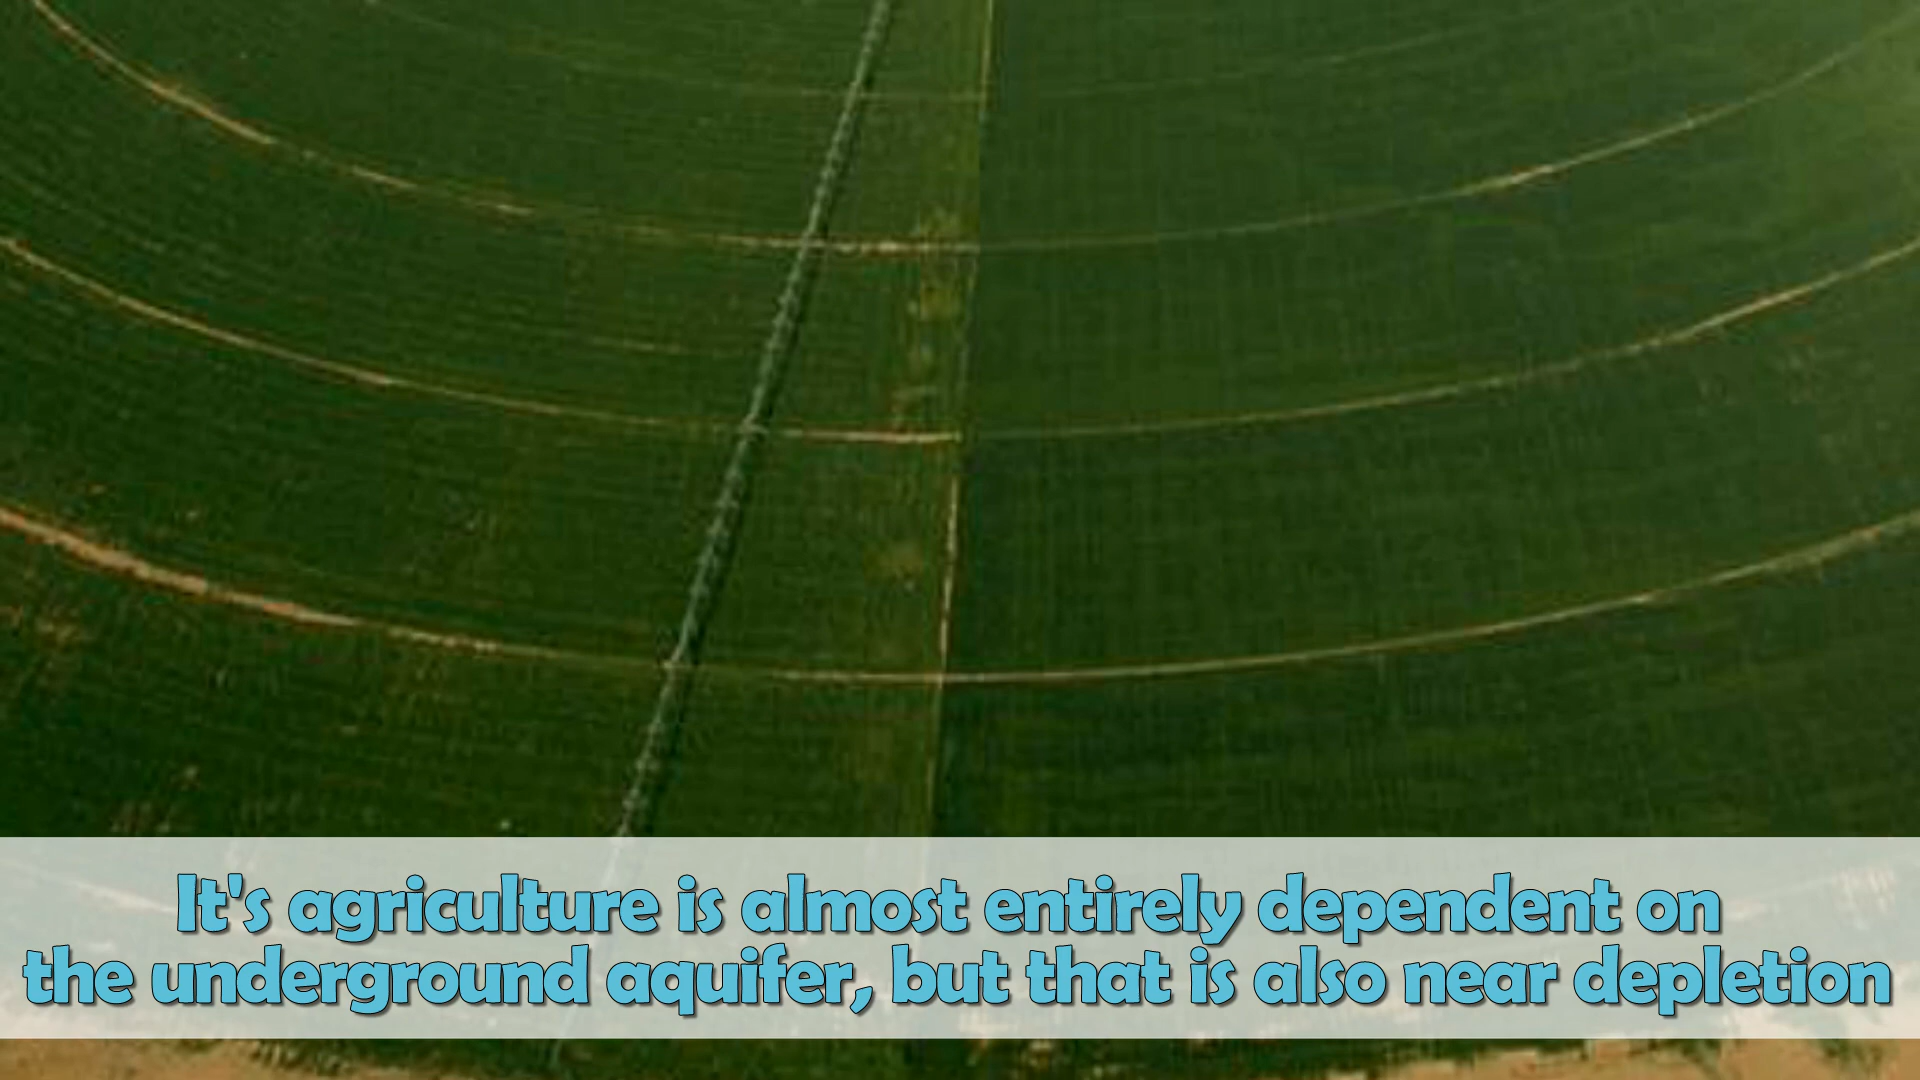 It's agriculture is almost entirely dependent on
the underground aquifer, but that is also near depletion